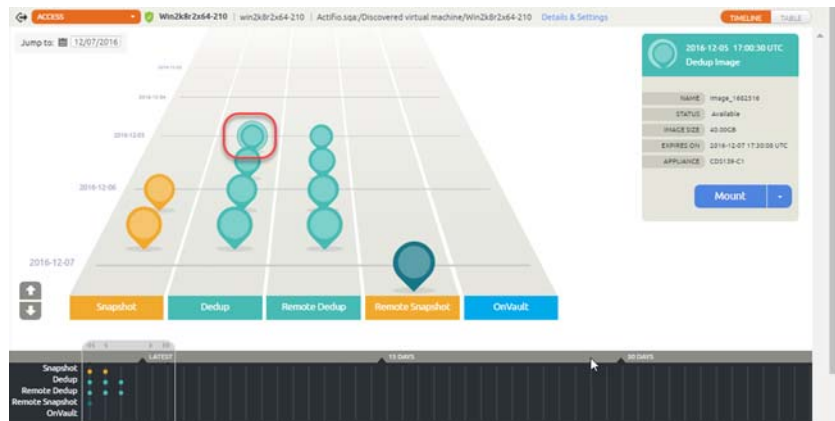 ACCESS
Win2k8r2x64-210 | win2k8r2x64-210 | Actifio.sqa:/Discovered virtual machine/Win2k8r2x64-210 Details & Settings
TIMELINE TABLE
Jump to: 12/07/2016
2016-12-05 17:00:30 UTC
Dedup Image
NAME image_1682316
STATUS Available
IMAGE SIZE 40.00GB
EXPIRES ON 2016-12-07 17:30:08 UTC
APPLIANCE CDS139-C1
Mount
2016-12-04
2016-12-05
2016-12-06
2016-12-07
Snapshot Dedup Remote Dedup Remote Snapshot OnVault
LATEST 15 DAYS 30 DAYS
Snapshot
Dedup
Remote Dedup
Remote Snapshot
OnVault